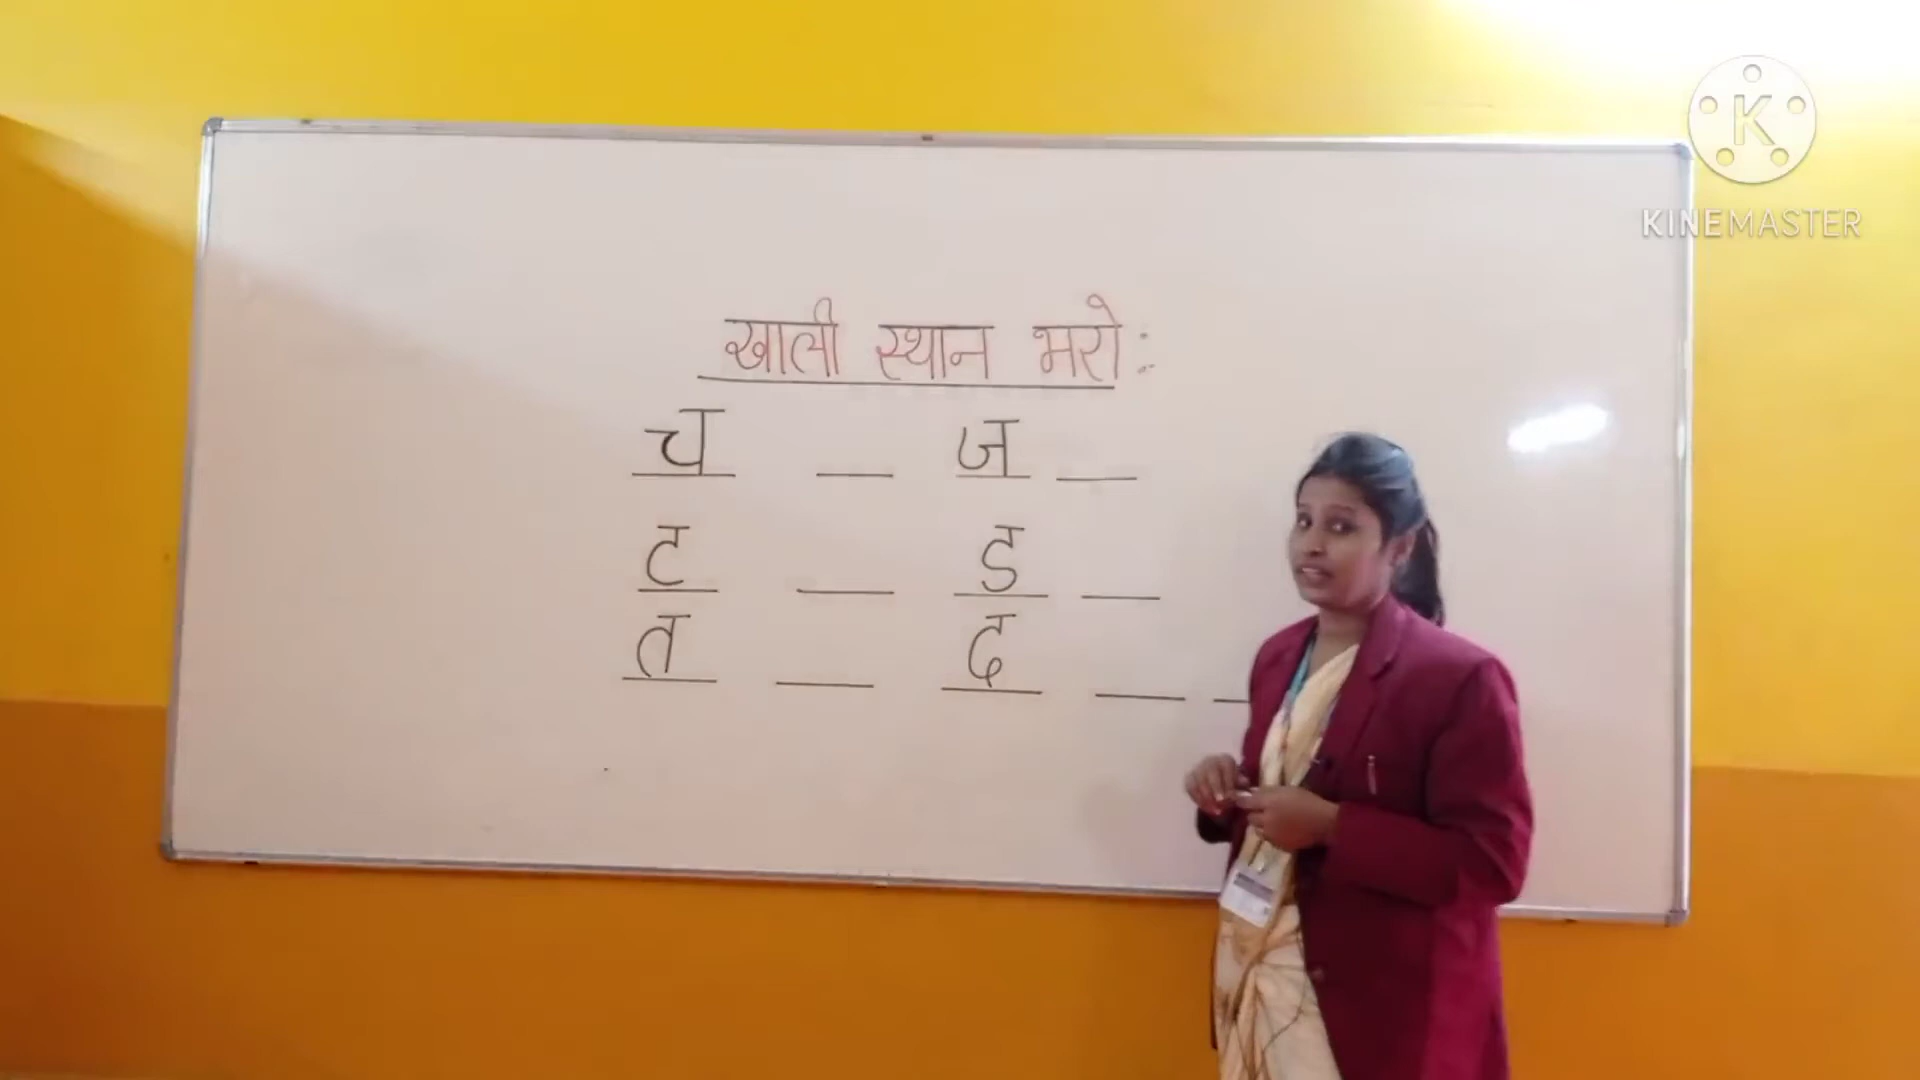 खाली स्थान भरो:
च __ ज __
ट __ ड __
त __ द __ __
K
KINEMASTER